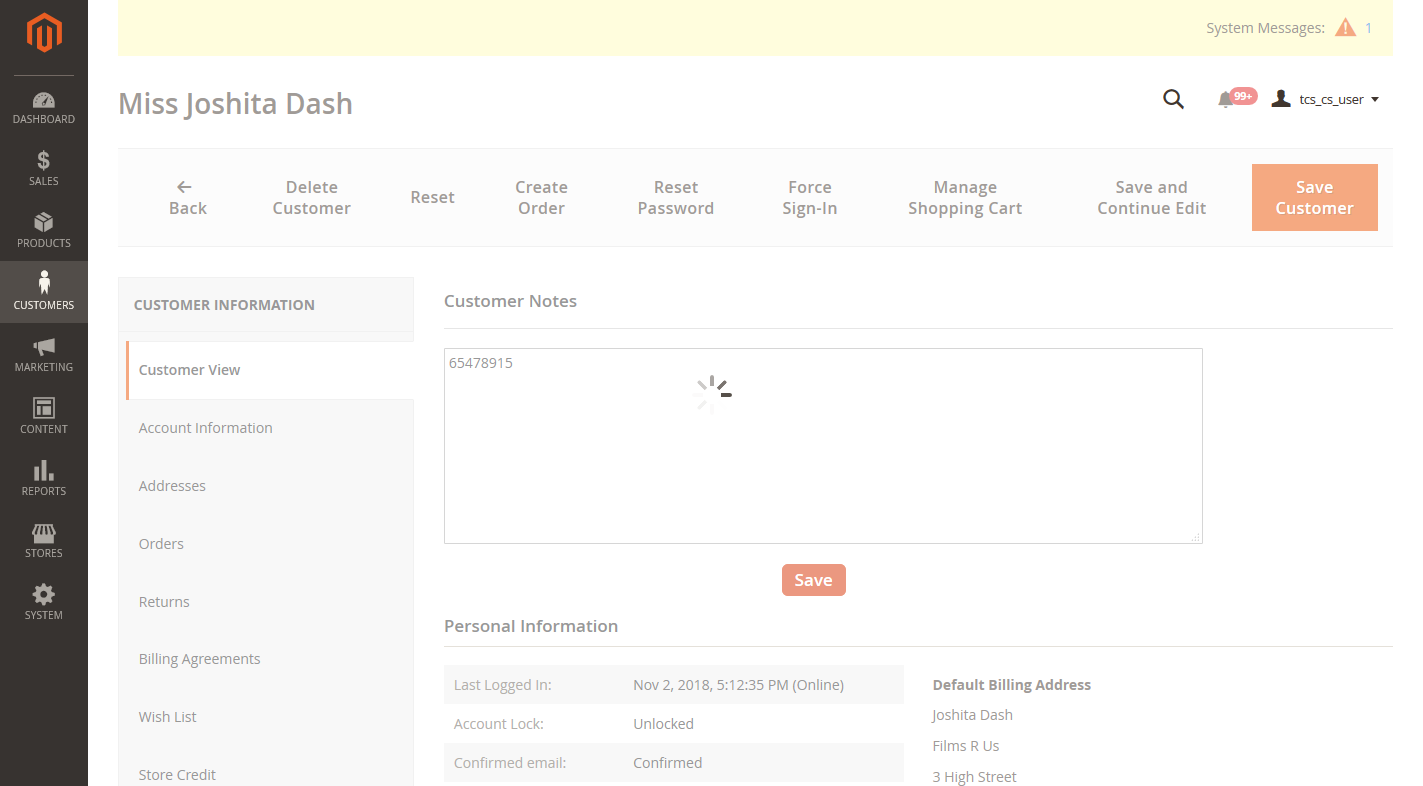 System Messages: 1
Miss Joshita Dash
99+
tcs_cs_user
DASHBOARD
SALES
PRODUCTS
CUSTOMERS
MARKETING
CONTENT
REPORTS
STORES
SYSTEM
Back
Delete
Customer
Reset
Create
Order
Reset
Password
Force
Sign-In
Manage
Shopping Cart
Save and
Continue Edit
Save
Customer
CUSTOMER INFORMATION
Customer View
Account Information
Addresses
Orders
Returns
Billing Agreements
Wish List
Store Credit
Customer Notes
65478915
Save
Personal Information
Last Logged In: Nov 2, 2018, 5:12:35 PM (Online)
Account Lock: Unlocked
Confirmed email: Confirmed
Default Billing Address
Joshita Dash
Films R Us
3 High Street